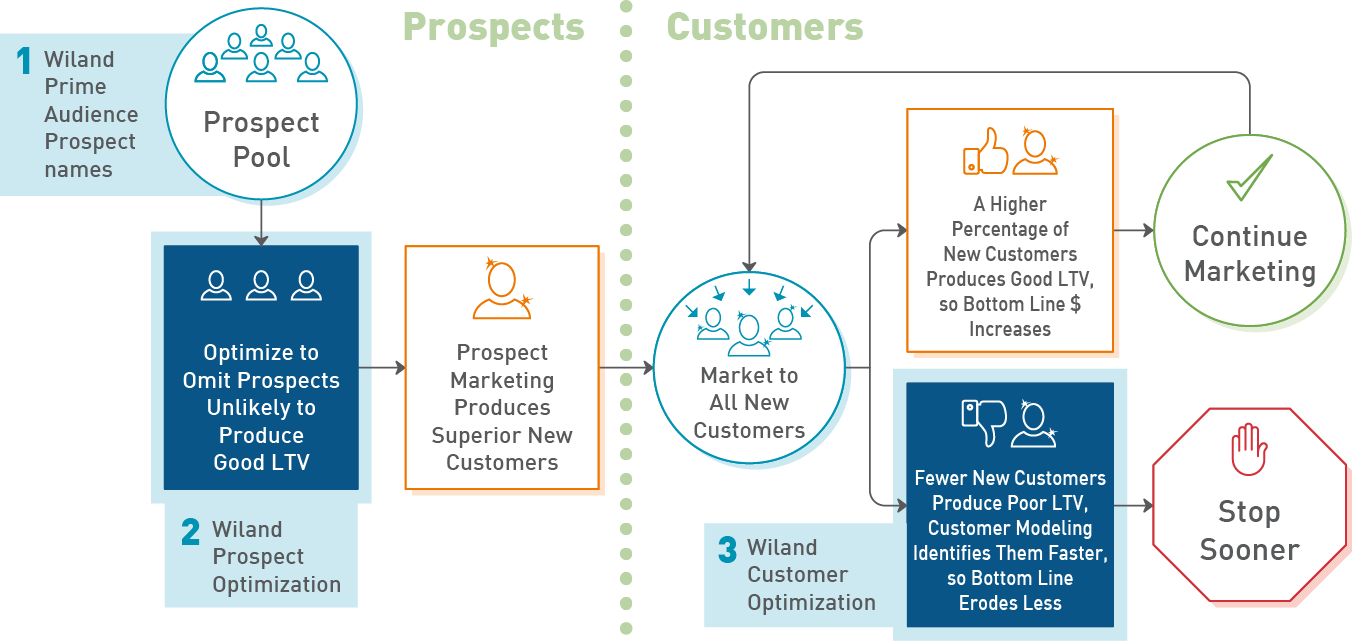 Prospects
Customers
1 Wiland
Prime
Audience
Prospect
names
Prospect
Pool
Optimize to
Omit Prospects
Unlikely to
Produce
Good LTV
2 Wiland
Prospect
Optimization
Prospect
Marketing
Produces
Superior New
Customers
Market to
All New
Customers
A Higher
Percentage of
New Customers
Produces Good LTV,
so Bottom Line $
Increases
Continue
Marketing
3 Wiland
Customer
Optimization
Fewer New Customers
Produce Poor LTV,
Customer Modeling
Identifies Them Faster,
so Bottom Line
Erodes Less
Stop
Sooner